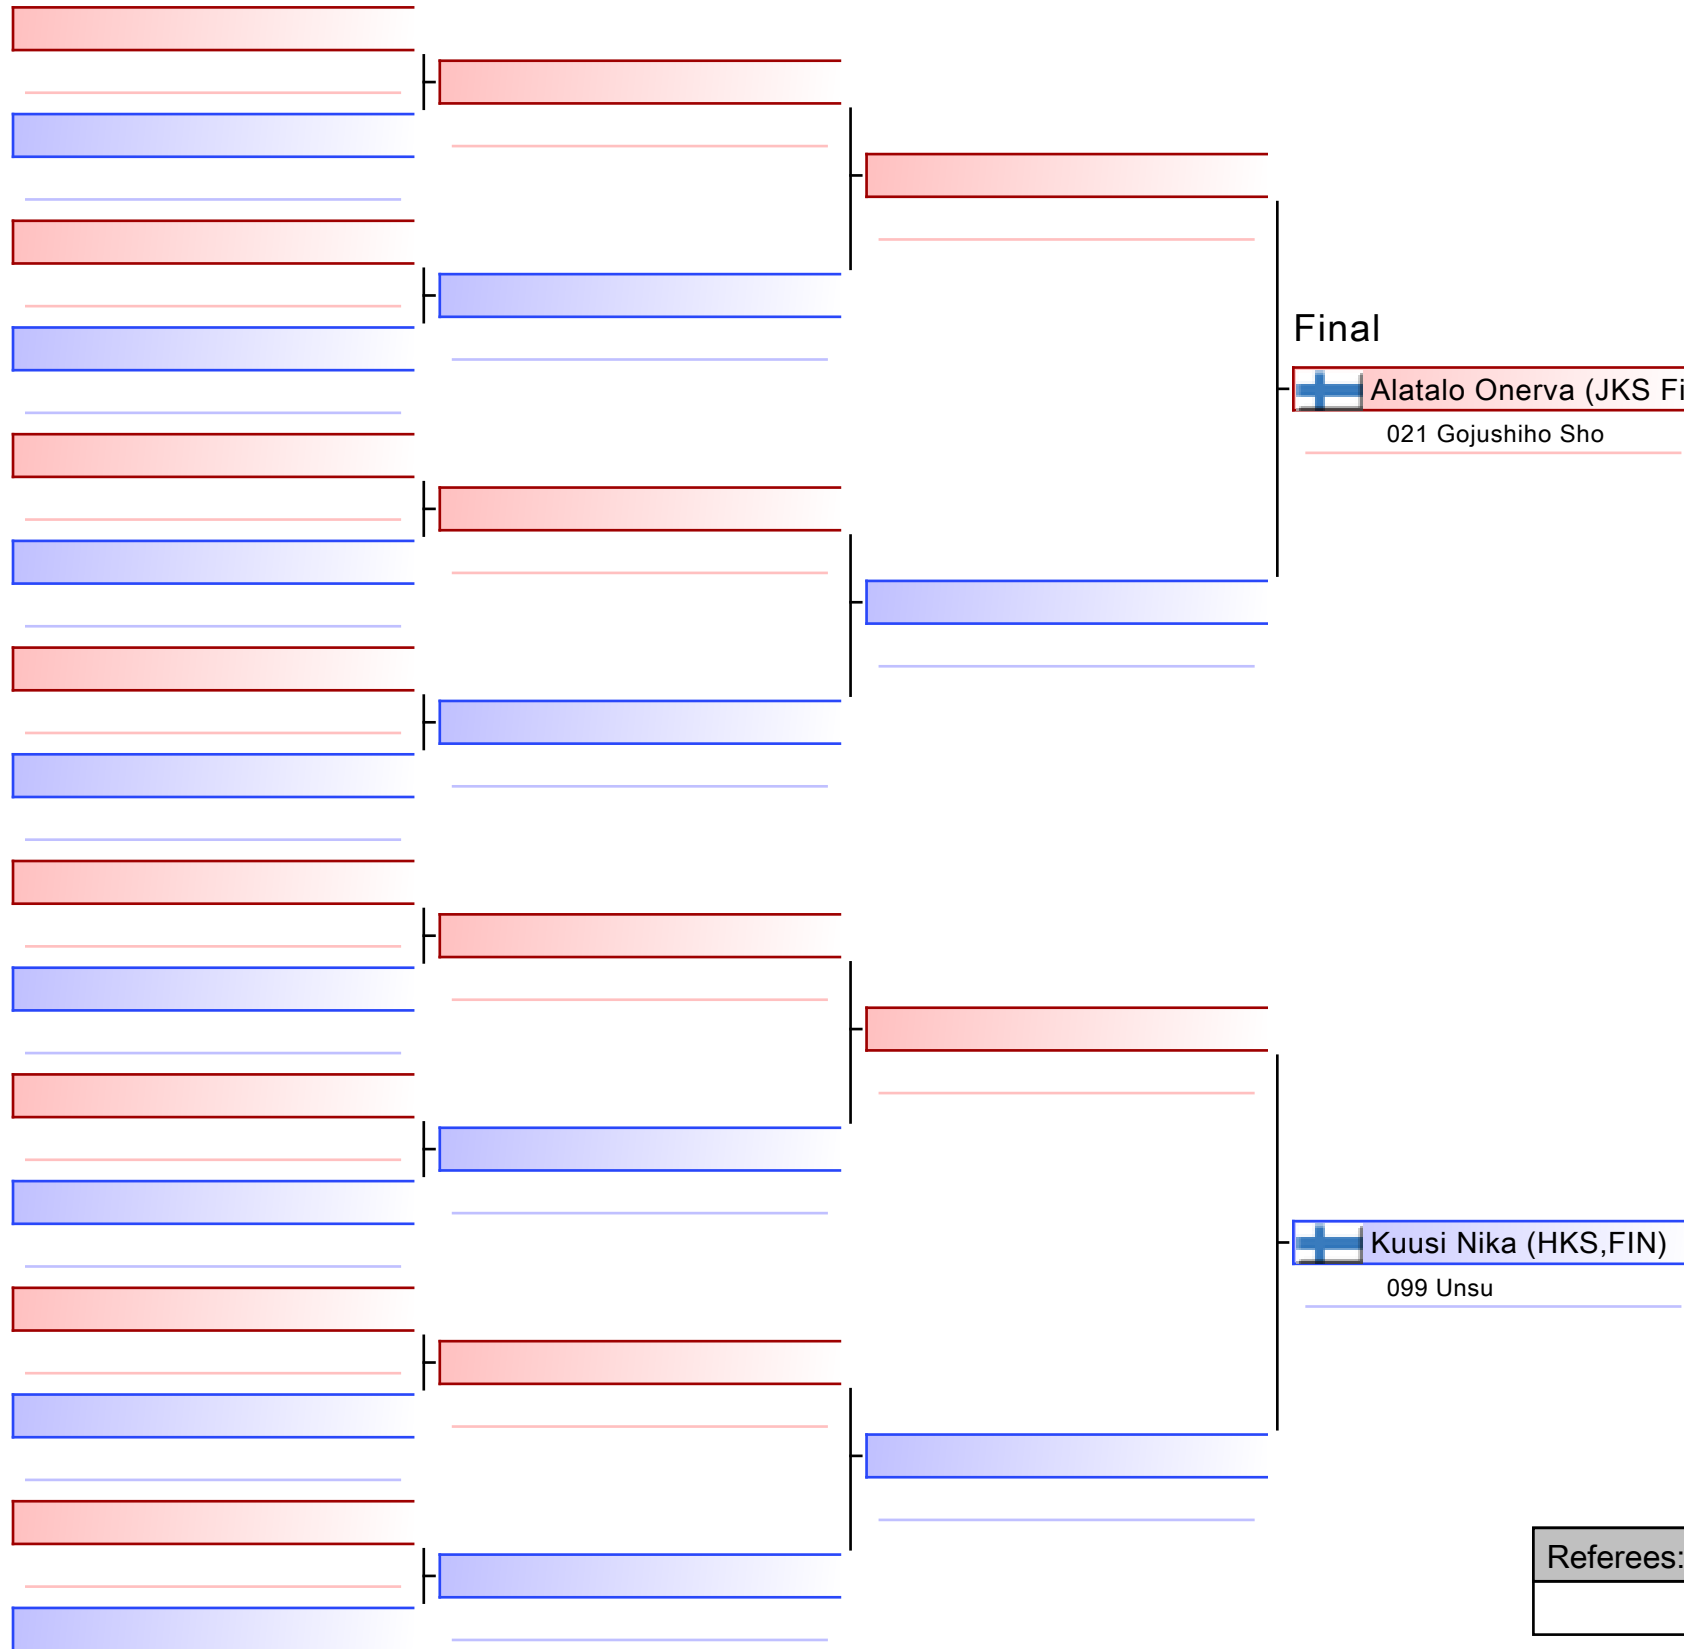 Final
Alatalo Onerva (JKS Fi
021 Gojushiho Sho
Kuusi Nika (HKS,FIN)
099 Unsu
Referees: